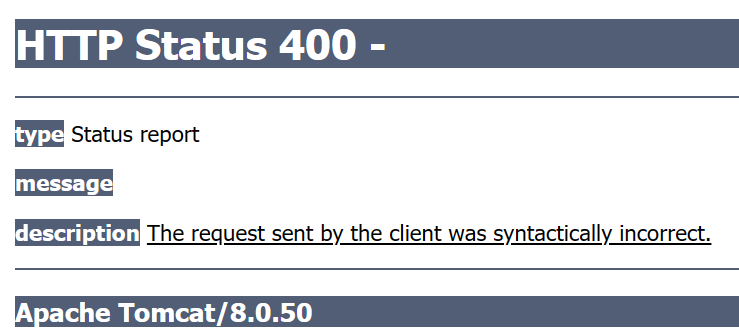 HTTP Status 400 -
type Status report
message
description The request sent by the client was syntactically incorrect.
Apache Tomcat/8.0.50